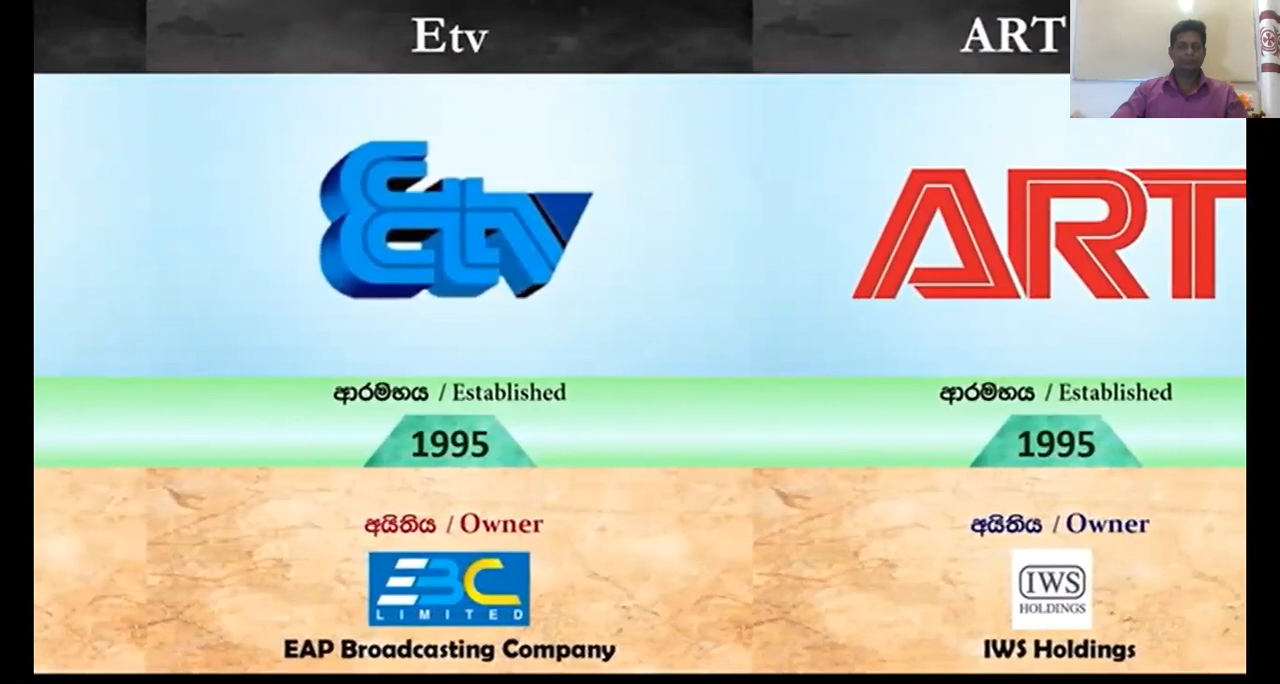 Etv
ART
Etv
ART
ආරම්භය / Established
ආරම්භය / Established
1995
1995
අයිතිය / Owner
අයිතිය / Owner
EBC
LIMITED
IWS
HOLDINGS
EAP Broadcasting Company
IWS Holdings